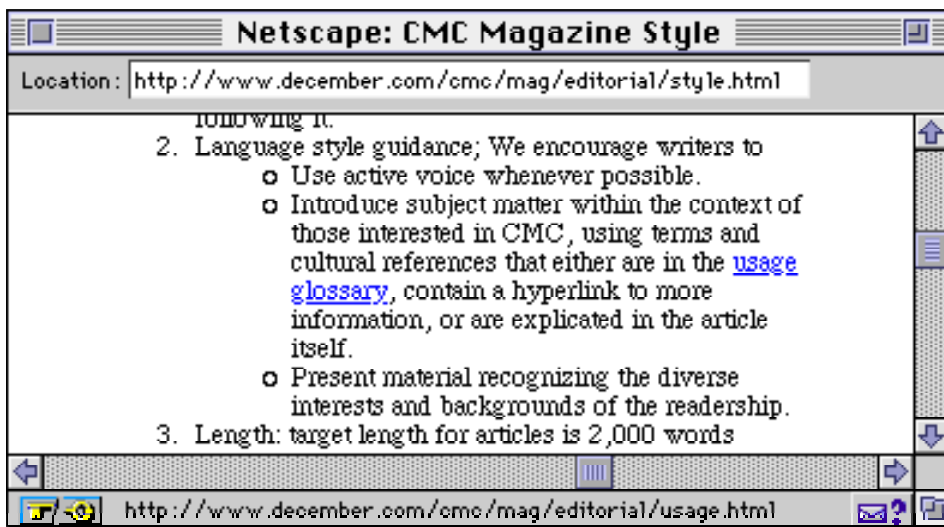 Netscape: CMC Magazine Style
Location: http://www.december.com/cmc/mag/editorial/style.html
following it.
2. Language style guidance; We encourage writers to
o Use active voice whenever possible.
o Introduce subject matter within the context of
those interested in CMC, using terms and
cultural references that either are in the usage
glossary, contain a hyperlink to more
information, or are explicated in the article
itself.
o Present material recognizing the diverse
interests and backgrounds of the readership.
3. Length: target length for articles is 2,000 words
http://www.december.com/cmc/mag/editorial/usage.html